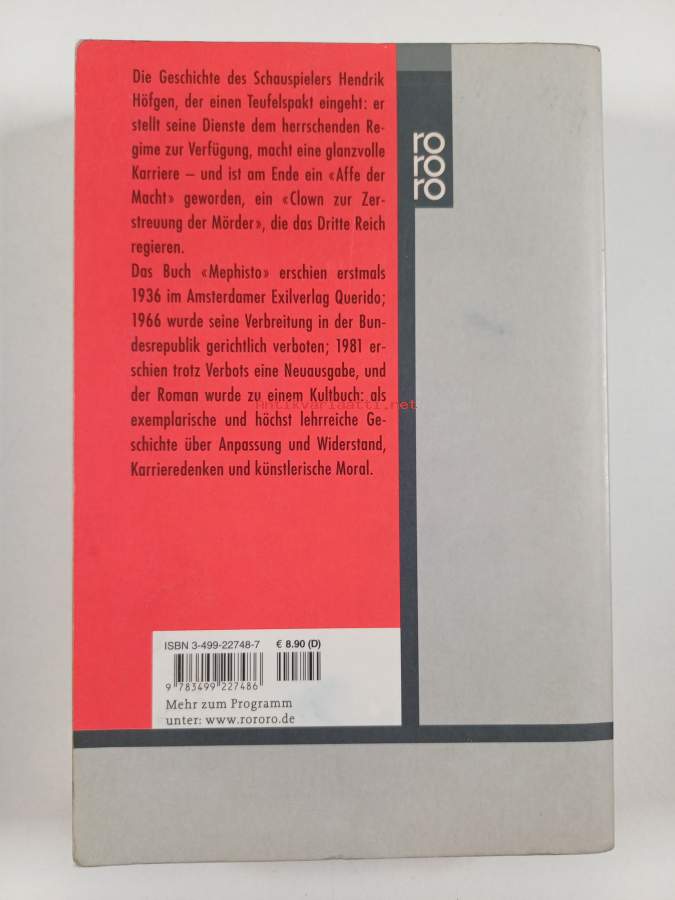 Die Geschichte des Schauspielers Hendrik
Höfgen, der einen Teufelspakt eingeht: er
stellt seine Dienste dem herrschenden Re-
gime zur Verfügung, macht eine glanzvolle
Karriere – und ist am Ende ein «Affe der
Macht» geworden, ein «Clown zur Zer-
streuung der Mörder», die das Dritte Reich
regieren.
Das Buch «Mephisto» erschien erstmals
1936 im Amsterdamer Exilverlag Querido;
1966 wurde seine Verbreitung in der Bun-
desrepublik gerichtlich verboten; 1981 er-
schien trotz Verbots eine Neuausgabe, und
der Roman wurde zu einem Kultbuch: als
exemplarische und höchst lehrreiche Ge-
schichte über Anpassung und Widerstand,
Karrieredenken und künstlerische Moral.
ro
ro
ro
antikvariaatti.net
ISBN 3-499-22748-7 € 8.90 (D)
9 783499 227486
Mehr zum Programm
unter: www.rororo.de